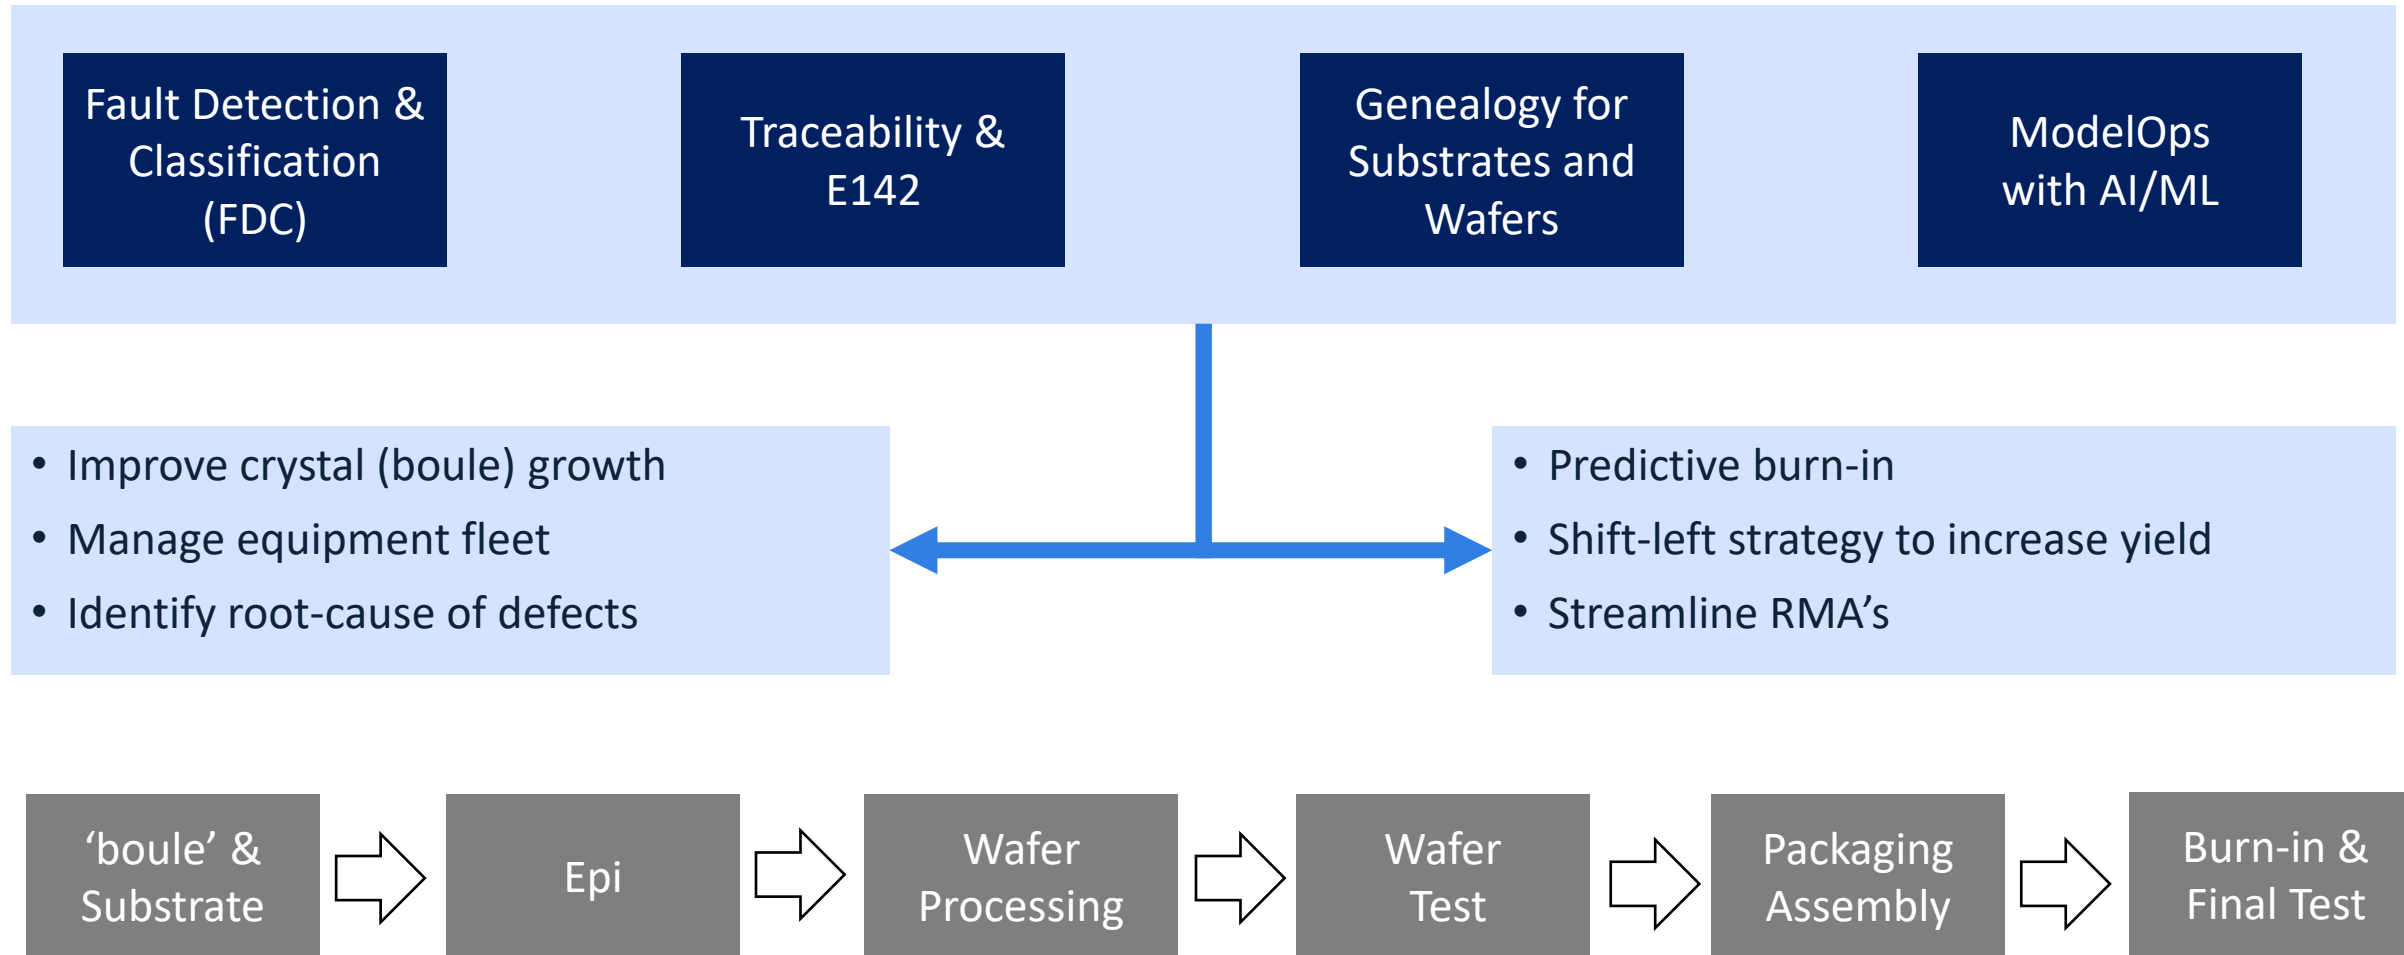 Fault Detection &
Classification
(FDC)
Traceability &
E142
Genealogy for
Substrates and
Wafers
ModelOps
with AI/ML
• Improve crystal (boule) growth
• Manage equipment fleet
• Identify root-cause of defects
• Predictive burn-in
• Shift-left strategy to increase yield
• Streamline RMA’s
‘boule’ &
Substrate
Epi
Wafer
Processing
Wafer
Test
Packaging
Assembly
Burn-in &
Final Test